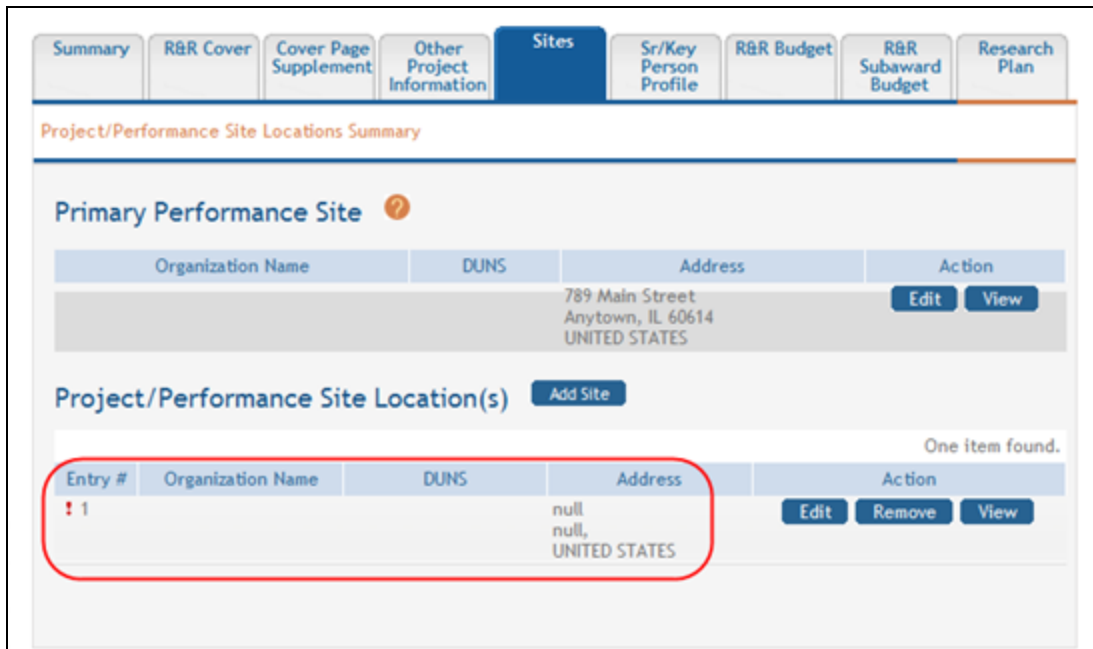 Summary
R&R Cover
Cover Page
Supplement
Other
Project
Information
Sites
Sr/Key
Person
Profile
R&R Budget
R&R
Subaward
Budget
Research
Plan
Project/Performance Site Locations Summary
Primary Performance Site ?
Organization Name DUNS Address Action
789 Main Street
Anytown, IL 60614
UNITED STATES
Edit View
Project/Performance Site Location(s) Add Site
One item found.
Entry # Organization Name DUNS Address Action
! 1 null
null,
UNITED STATES
Edit Remove View